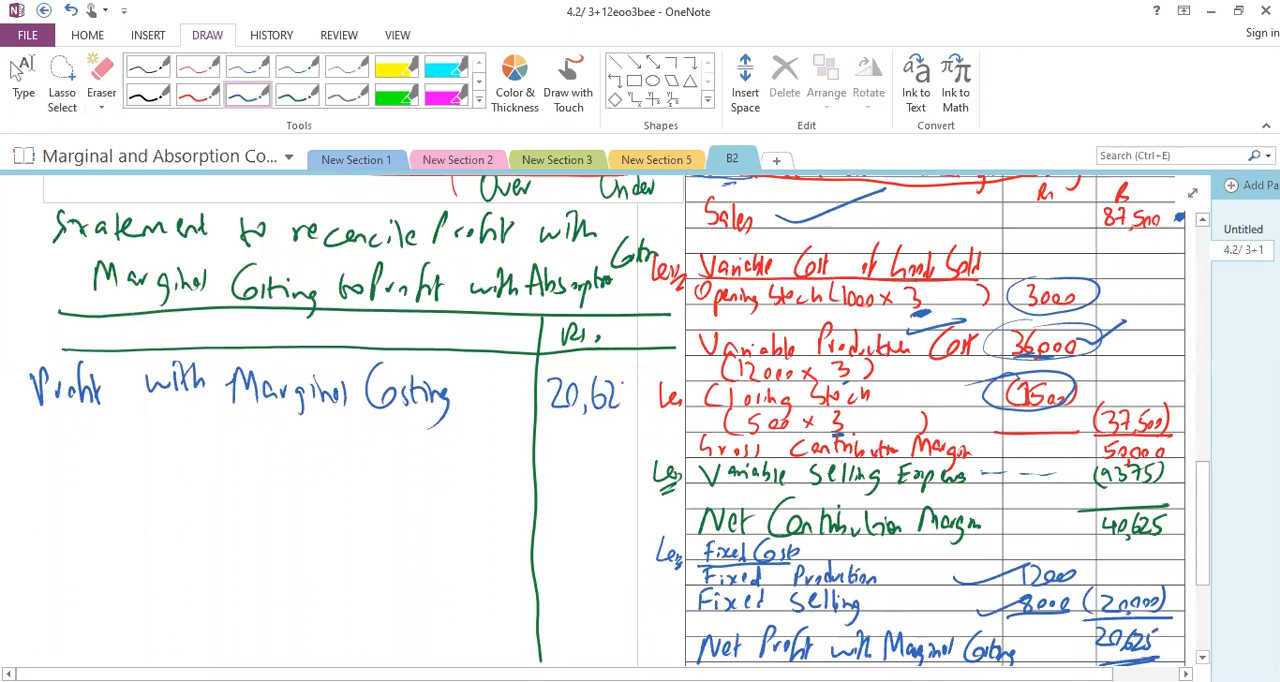 4.2/ 3+12eoo3bee - OneNote
Sign in
FILE HOME INSERT DRAW HISTORY REVIEW VIEW
Type
Lasso Select
Eraser
Color & Thickness
Draw with Touch
Insert Space
Delete
Arrange
Rotate
Ink to Text
Ink to Math
Tools
Shapes
Edit
Convert
Marginal and Absorption Co...
New Section 1
New Section 2
New Section 3
New Section 5
B2
Search (Ctrl+E)
Add Pa
Untitled
4.2/ 3+1
Over Under
Statement to reconcile Profit with
Marginal Costing to Profit with Absorption Costing
Rs.
Profit with Marginal Costing 20,62
Rs Rs
Sales 87,500
Less Variable Cost of Goods Sold
Opening Stock (1000 x 3 ) 3000
Variable Production Cost 36000
(12000 x 3 )
Less Closing Stock (1500)
(500 x 3 ) (37,500)
Gross Contribution Margin 50,000
Less Variable Selling Expense (9375)
Net Contribution Margin 40,625
Less Fixed Costs
Fixed Production 12000
Fixed Selling 8000 (20,000)
Net Profit with Marginal Costing 20,625